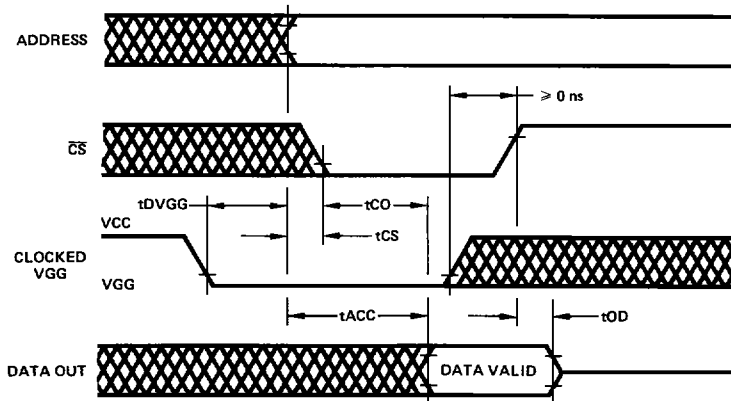 ADDRESS
⩾ 0 ns
CS
tDVGG
tCO
VCC
tCS
CLOCKED
VGG
VGG
tACC
tOD
DATA OUT
DATA VALID